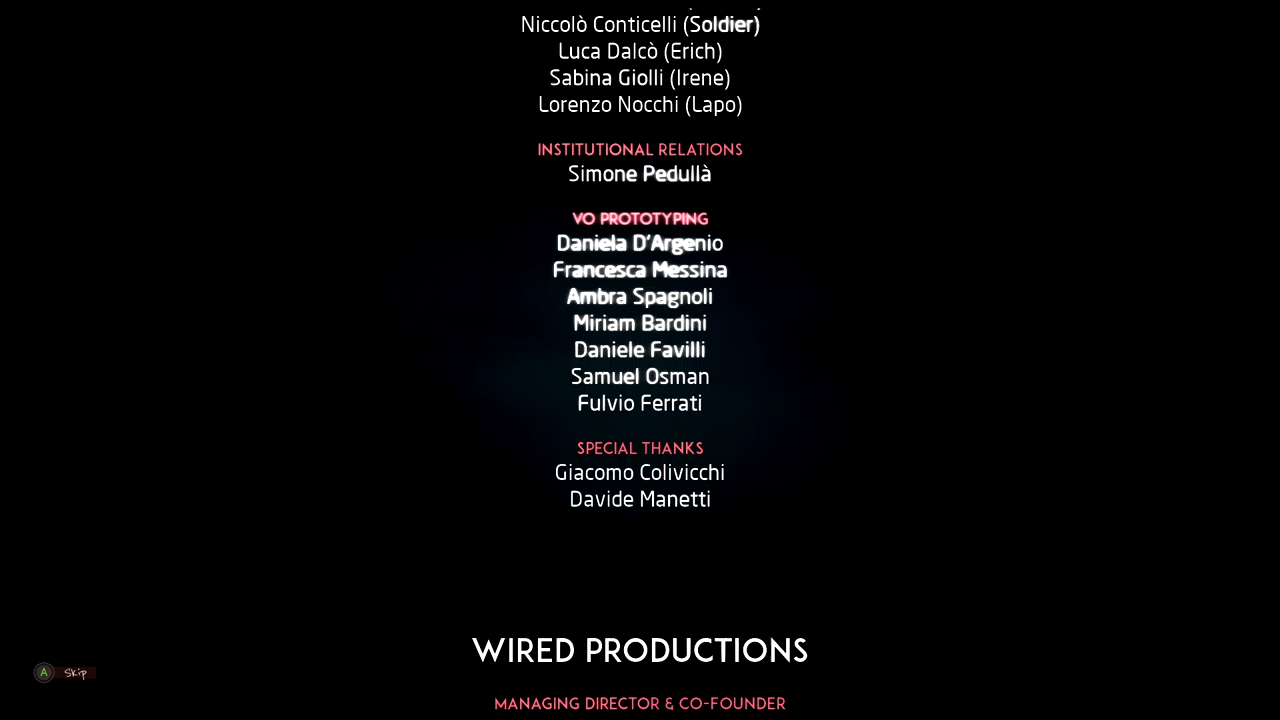 Niccolò Conticelli (Soldier)
Luca Dalcò (Erich)
Sabina Giolli (Irene)
Lorenzo Nocchi (Lapo)
INSTITUTIONAL RELATIONS
Simone Pedullà
VO PROTOTYPING
Daniela D'Argenio
Francesca Messina
Ambra Spagnoli
Miriam Bardini
Daniele Favilli
Samuel Osman
Fulvio Ferrati
SPECIAL THANKS
Giacomo Colivicchi
Davide Manetti
WIRED PRODUCTIONS
A Skip
MANAGING DIRECTOR & CO-FOUNDER